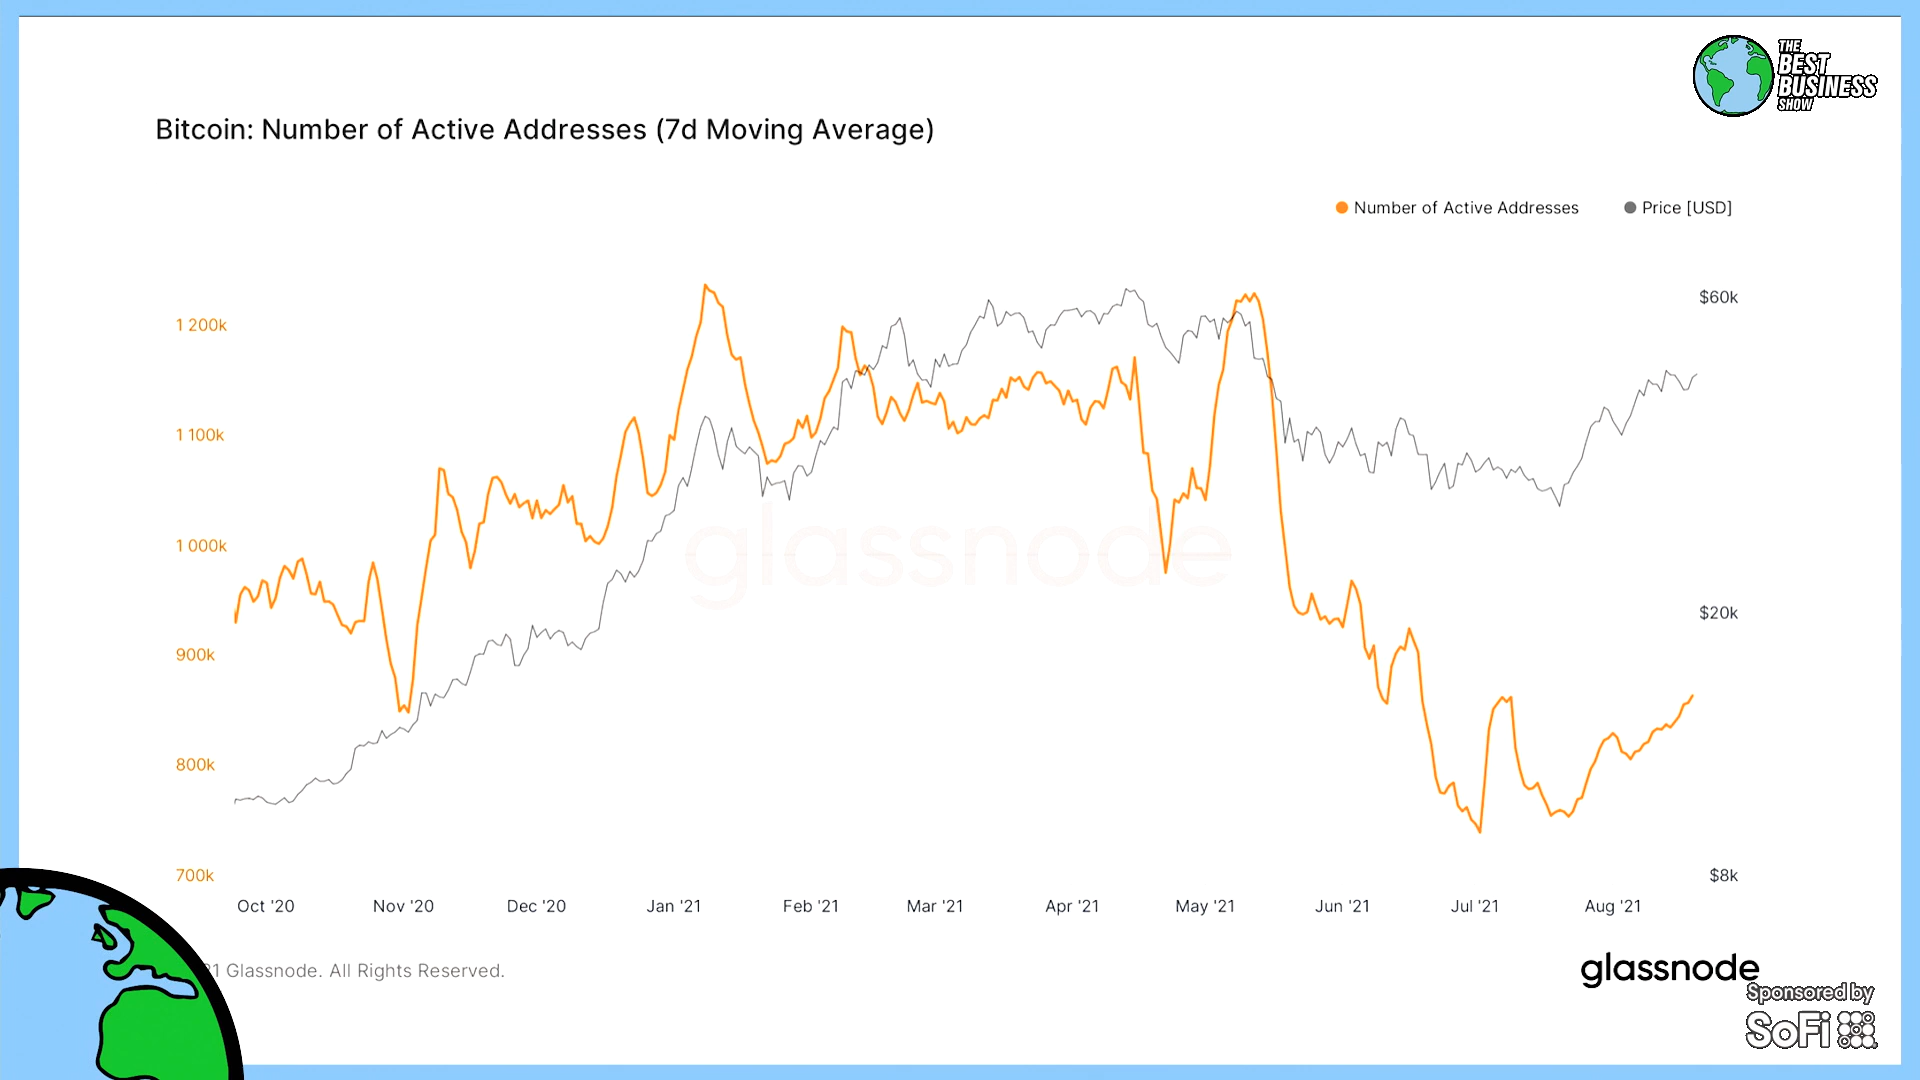 THE
BEST
BUSINESS
SHOW
Bitcoin: Number of Active Addresses (7d Moving Average)
Number of Active Addresses
Price [USD]
1 200k
1 100k
1 000k
900k
800k
700k
$60k
$20k
$8k
glassnode
Oct '20
Nov '20
Dec '20
Jan '21
Feb '21
Mar '21
Apr '21
May '21
Jun '21
Jul '21
Aug '21
Glassnode. All Rights Reserved.
glassnode
Sponsored by
SoFi